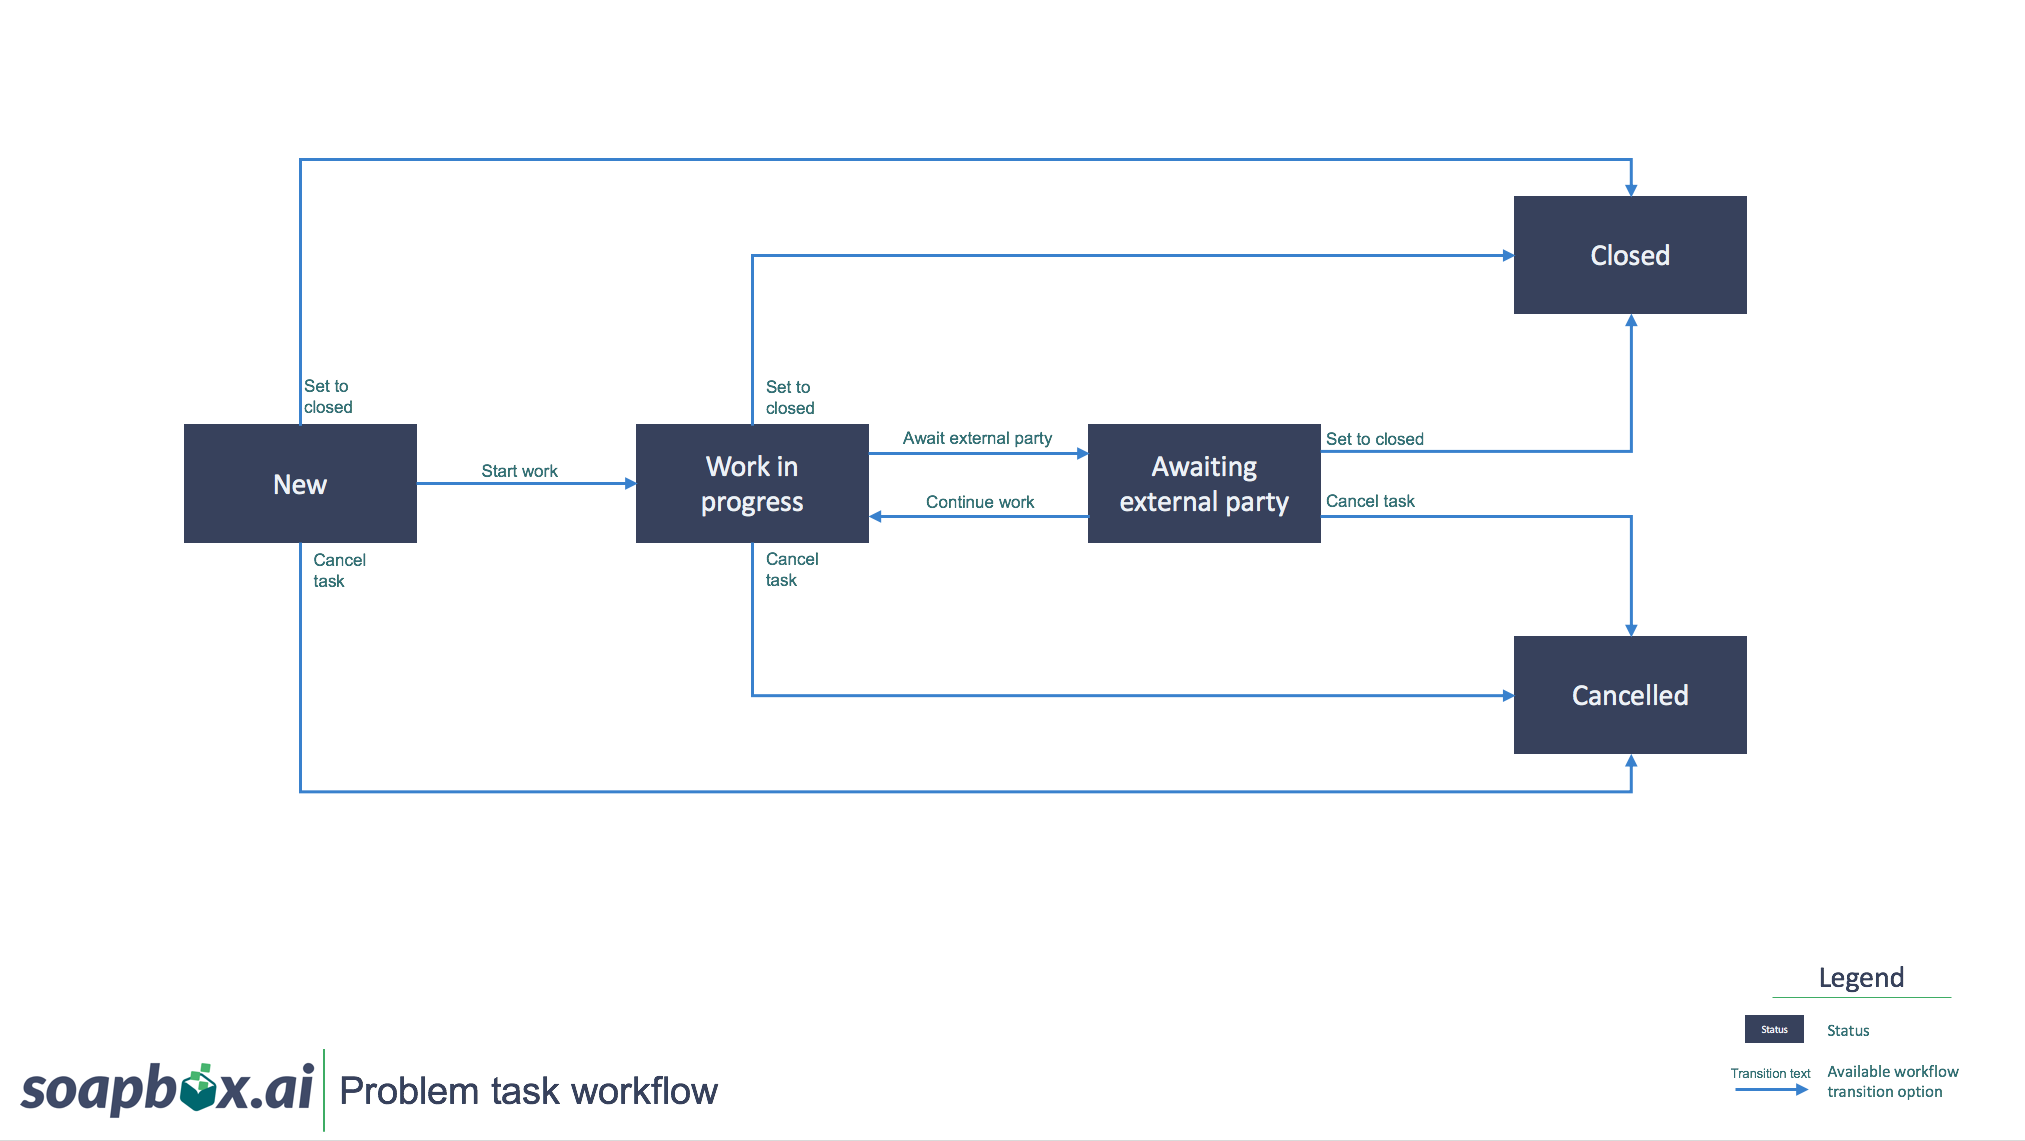 Closed
Set to
closed
Set to
closed
New
Start work
Work in
progress
Await external party
Continue work
Awaiting
external party
Set to closed
Cancel task
Cancel
task
Cancel
task
Cancelled
Legend
Status
Status
Transition text
Available workflow
transition option
soapbox.ai
Problem task workflow